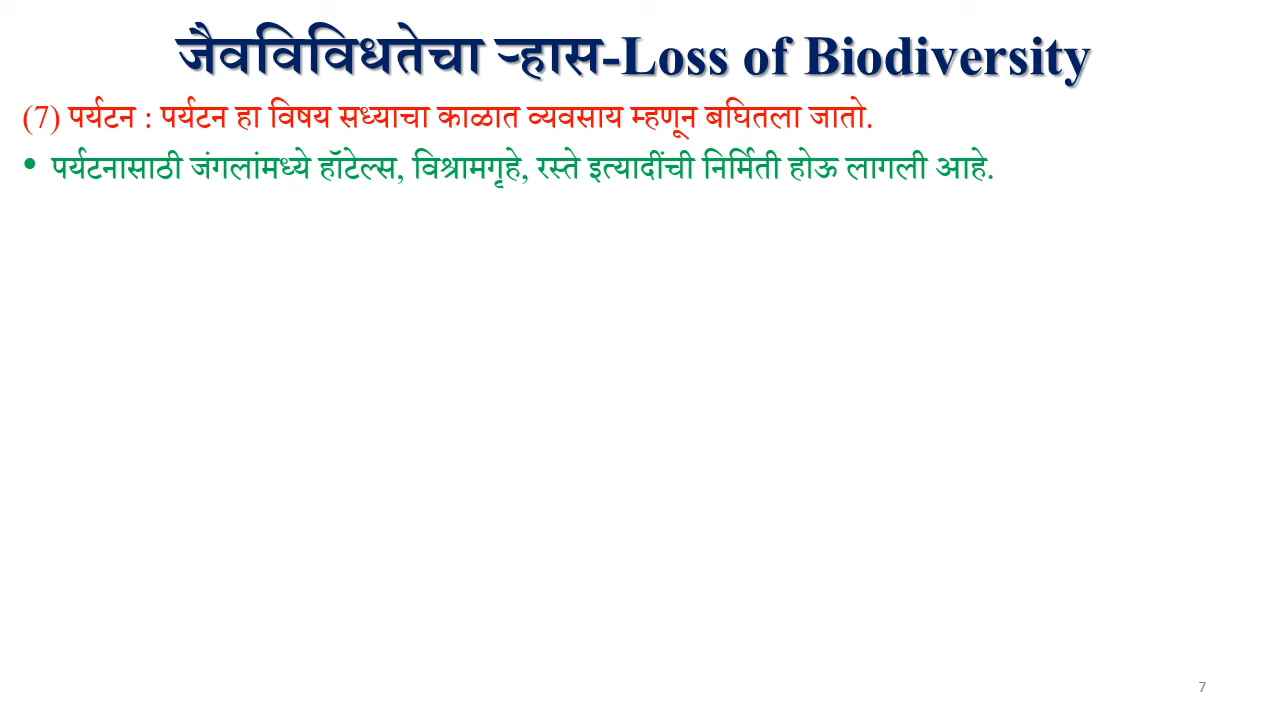 जैवविविधतेचा ऱ्हास-Loss of Biodiversity
(7) पर्यटन : पर्यटन हा विषय सध्याचा काळात व्यवसाय म्हणून बघितला जातो.
• पर्यटनासाठी जंगलांमध्ये हॉटेल्स, विश्रामगृहे, रस्ते इत्यादींची निर्मिती होऊ लागली आहे.
7